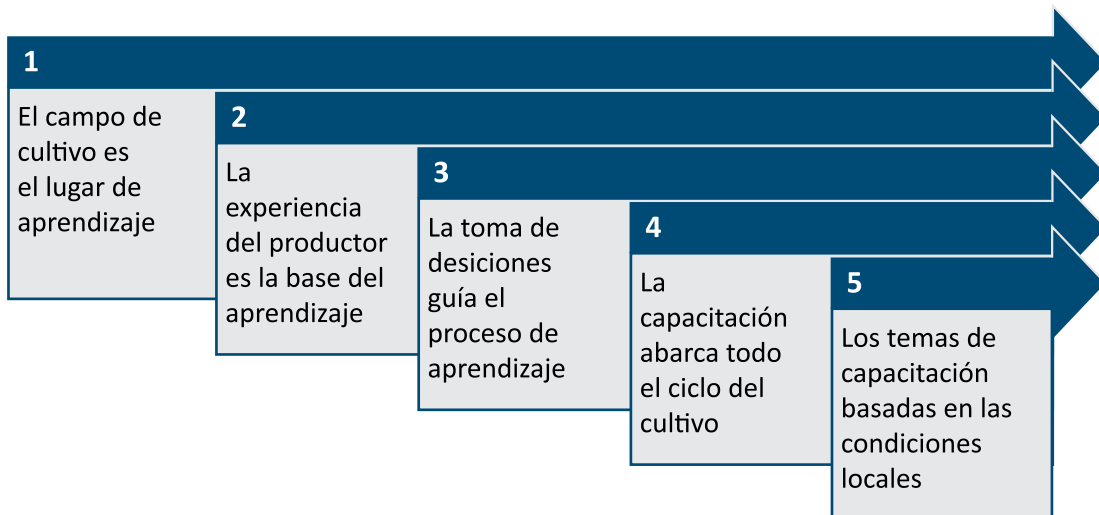 1
El campo de
cultivo es
el lugar de
aprendizaje
2
La
experiencia
del productor
es la base del
aprendizaje
3
La toma de
desiciones
guía el
proceso de
aprendizaje
4
La
capacitación
abarca todo
el ciclo del
cultivo
5
Los temas de
capacitación
basadas en las
condiciones
locales